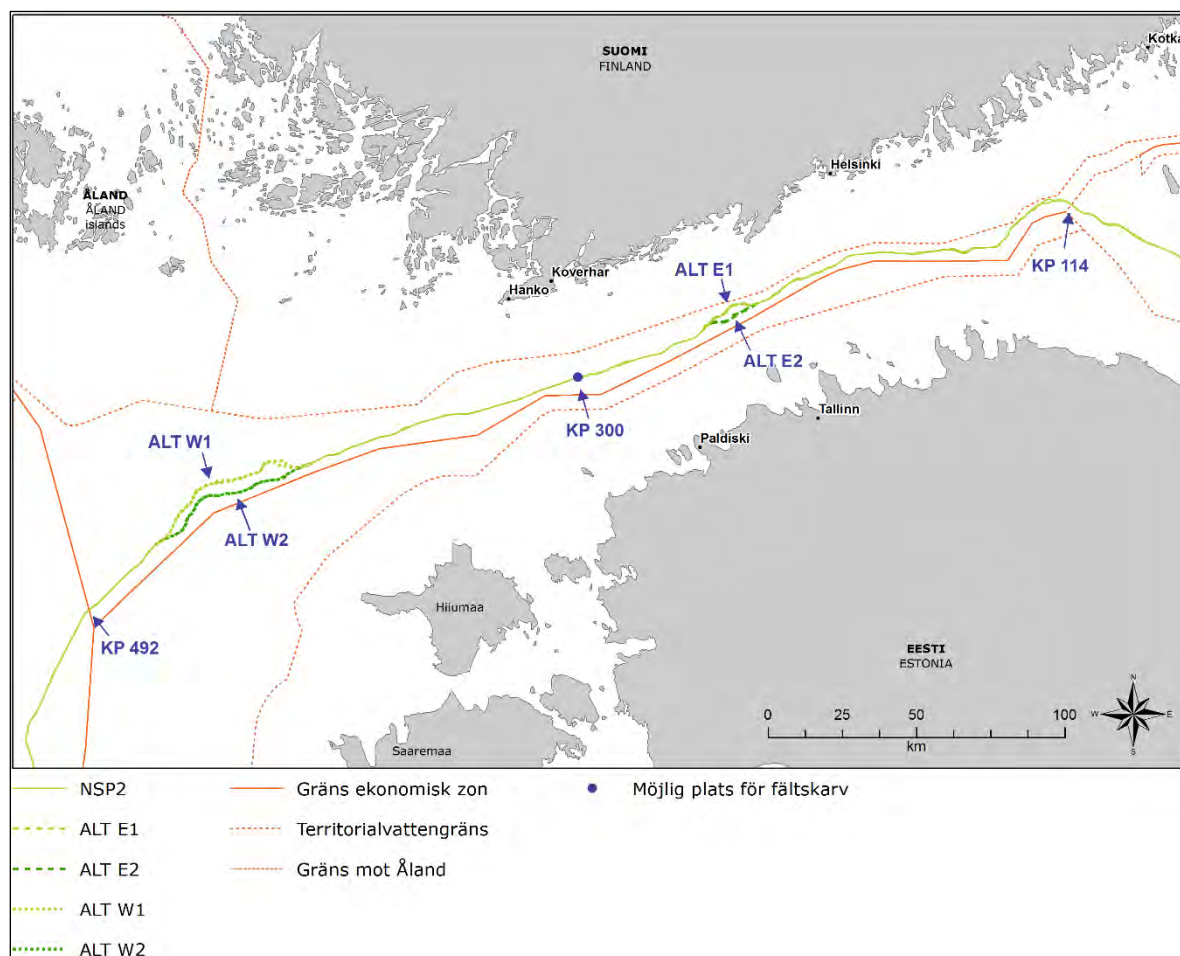 SUOMI
FINLAND
Kotka
Helsinki
ÅLAND
ÅLAND
islands
Koverhar
Hanko
ALT E1
KP 114
ALT E2
KP 300
Tallinn
Paldiski
ALT W1
ALT W2
Hiiumaa
KP 492
EESTI
ESTONIA
N
W
E
S
0
25
50
100
km
Saaremaa
NSP2
Gräns ekonomisk zon
Möjlig plats för fältskarv
ALT E1
Territorialvattengräns
ALT E2
Gräns mot Åland
ALT W1
ALT W2